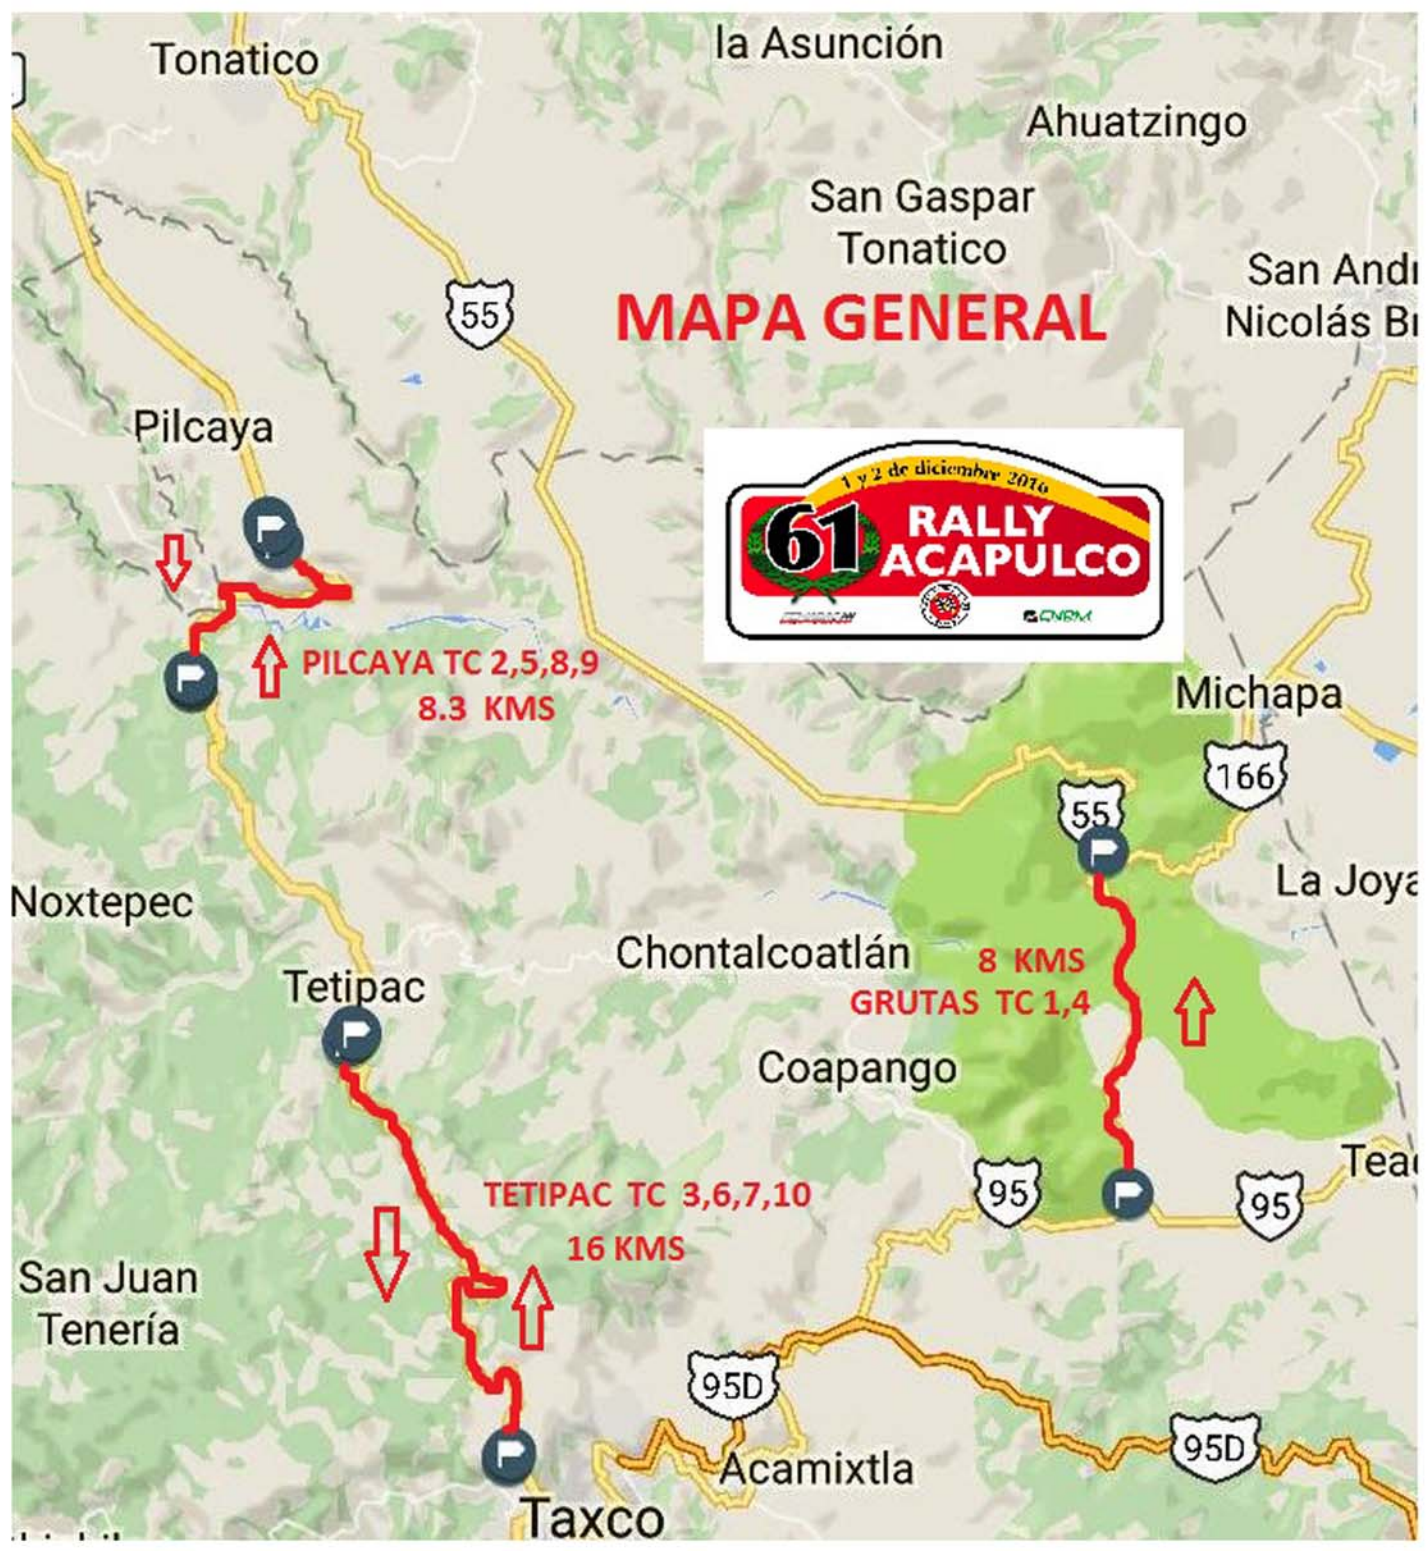 Tonatico
la Asunción
Ahuatzingo
San Gaspar
Tonatico
San Andr
Nicolás Br
55
MAPA GENERAL
Pilcaya
1 y 2 de diciembre 2016
61
RALLY
ACAPULCO
PILCAYA TC 2,5,8,9
8.3 KMS
Michapa
166
55
La Joya
Noxtepec
Chontalcoatlán
8 KMS
GRUTAS TC 1,4
Tetipac
Coapango
Tea
95
95
TETIPAC TC 3,6,7,10
16 KMS
San Juan
Tenería
95D
95D
Acamixtla
Taxco